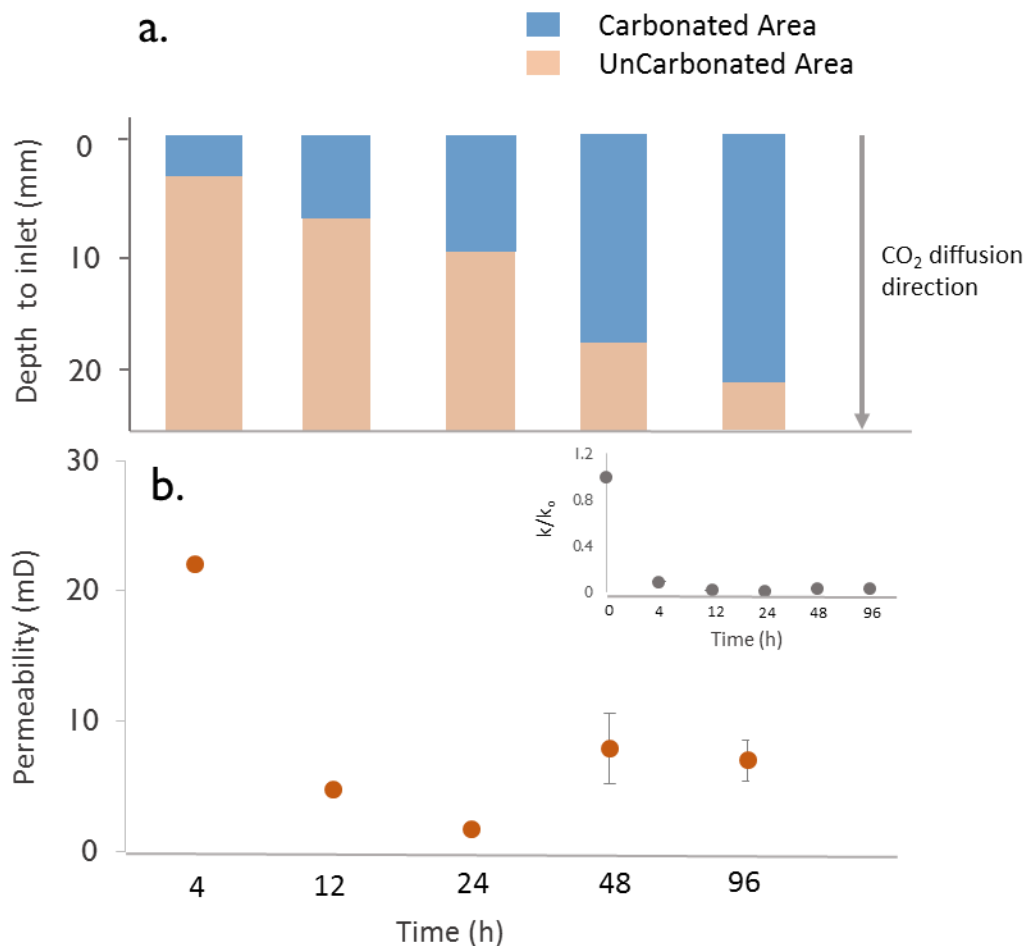 a.
Carbonated Area
UnCarbonated Area
Depth to inlet (mm)
0
10
20
CO₂ diffusion
direction
b.
Permeability (mD)
30
20
10
0
4
12
24
48
96
Time (h)
k/kₒ
1.2
0.8
0.4
0
0
4
12
24
48
96
Time (h)